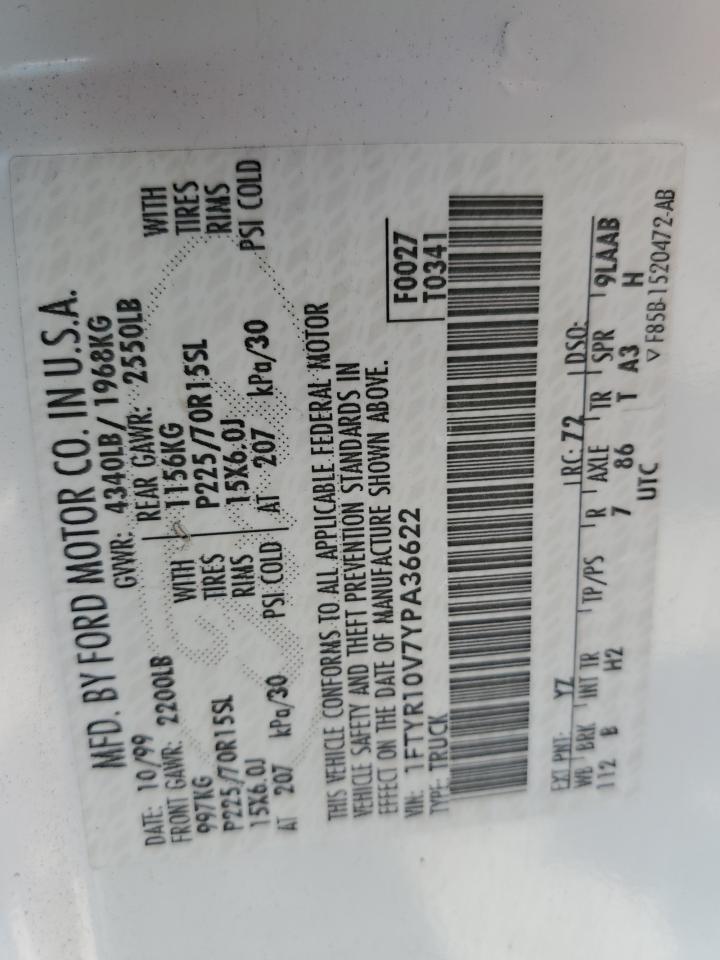 MFD. BY FORD MOTOR CO. IN U.S.A.
DATE: 10/99 GVWR: 4340LB/ 1968KG
FRONT GAWR: 2200LB REAR GAWR: 2550LB
997KG WITH 1156KG WITH
P225/70R15SL TIRES P225/70R15SL TIRES
15X6.0J RIMS 15X6.0J RIMS
AT 207 kPa/30 PSI COLD AT 207 kPa/30 PSI COLD
THIS VEHICLE CONFORMS TO ALL APPLICABLE FEDERAL MOTOR
VEHICLE SAFETY AND THEFT PREVENTION STANDARDS IN
EFFECT ON THE DATE OF MANUFACTURE SHOWN ABOVE.
VIN: 1FTYR10V7YPA36622 F0027
TYPE: TRUCK T0341
EXT PNT: YZ RC: 72 DSO:
WB BRK INT TR TP/PS R AXLE TR SPR 9LAAB
112 B H2 7 86 T A3 H
UTC ▽ F85B-1520472-AB